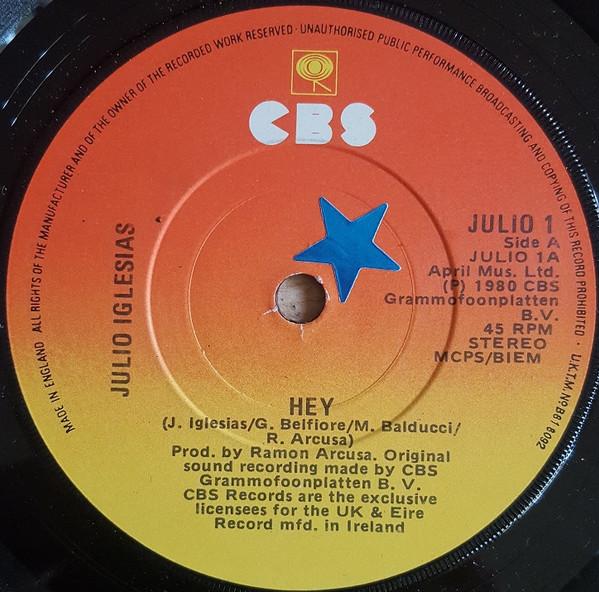 MADE IN ENGLAND ALL RIGHTS OF THE MANUFACTURER AND OF THE OWNER OF THE RECORDED WORK RESERVED · UNAUTHORISED PUBLIC PERFORMANCE BROADCASTING AND COPYING OF THIS RECORD PROHIBITED · U.K.T.M. No B618092
CBS
JULIO IGLESIAS
JULIO 1
Side A
JULIO 1A
April Mus. Ltd.
(P) 1980 CBS
Grammofoonplatten
B.V.
45 RPM
STEREO
MCPS/BIEM
HEY
(J. Iglesias/G. Belfiore/M. Balducci/
R. Arcusa)
Prod. by Ramon Arcusa. Original
sound recording made by CBS
Grammofoonplatten B. V.
CBS Records are the exclusive
licensees for the UK & Eire
Record mfd. in Ireland